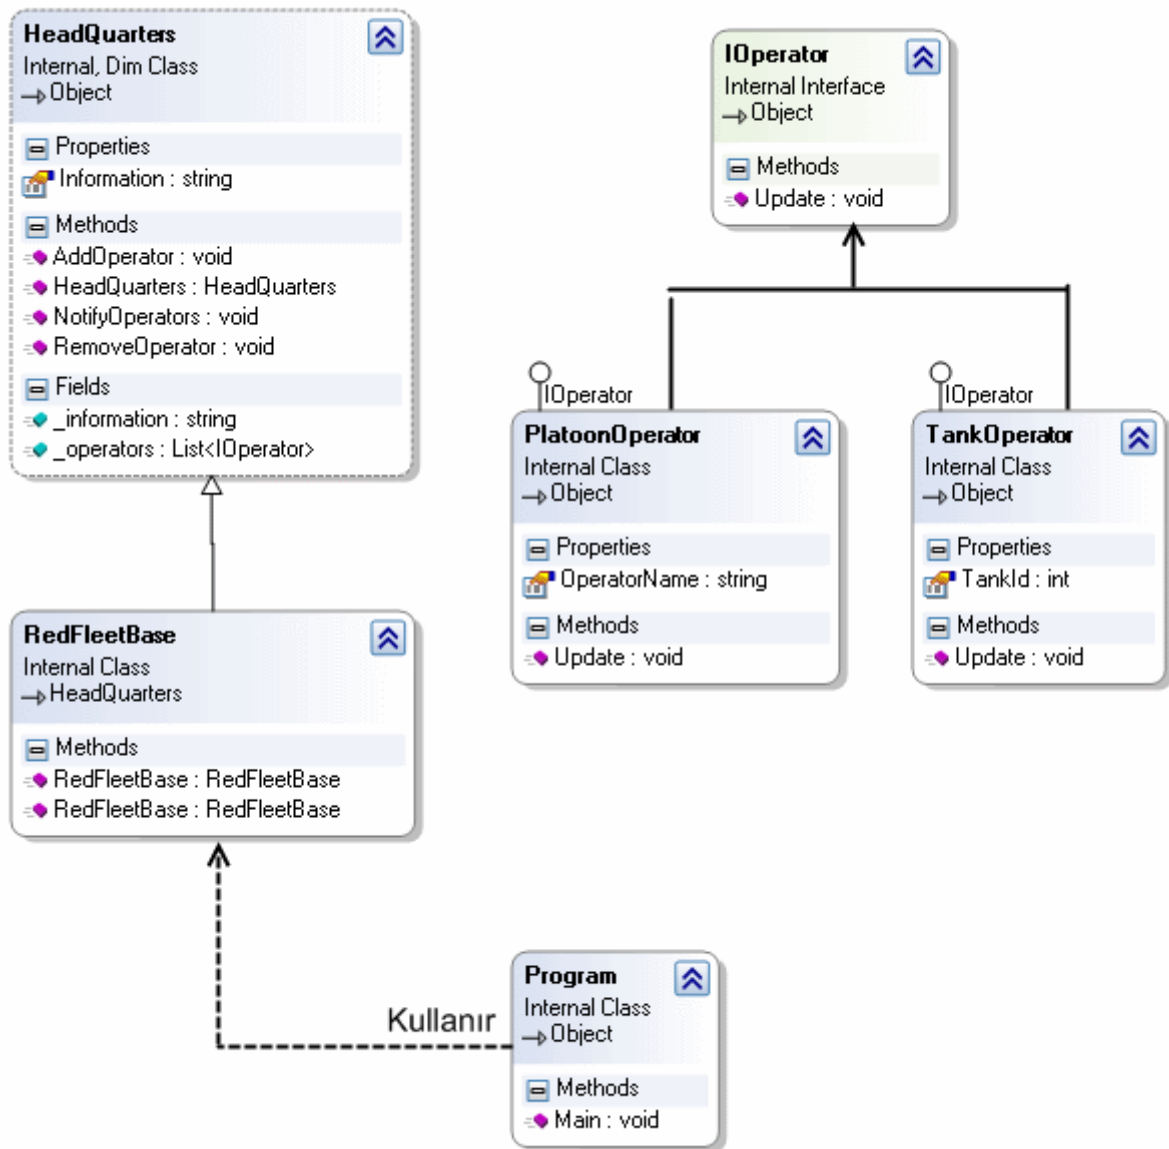 HeadQuarters
Internal, Dim Class
Object
Properties
Information : string
Methods
AddOperator : void
HeadQuarters : HeadQuarters
NotifyOperators : void
RemoveOperator : void
Fields
_information : string
_operators : List<IOperator>
IOperator
Internal Interface
Object
Methods
Update : void
IOperator
PlatoonOperator
Internal Class
Object
Properties
OperatorName : string
Methods
Update : void
IOperator
TankOperator
Internal Class
Object
Properties
TankId : int
Methods
Update : void
RedFleetBase
Internal Class
HeadQuarters
Methods
RedFleetBase : RedFleetBase
RedFleetBase : RedFleetBase
Kullanır
Program
Internal Class
Object
Methods
Main : void